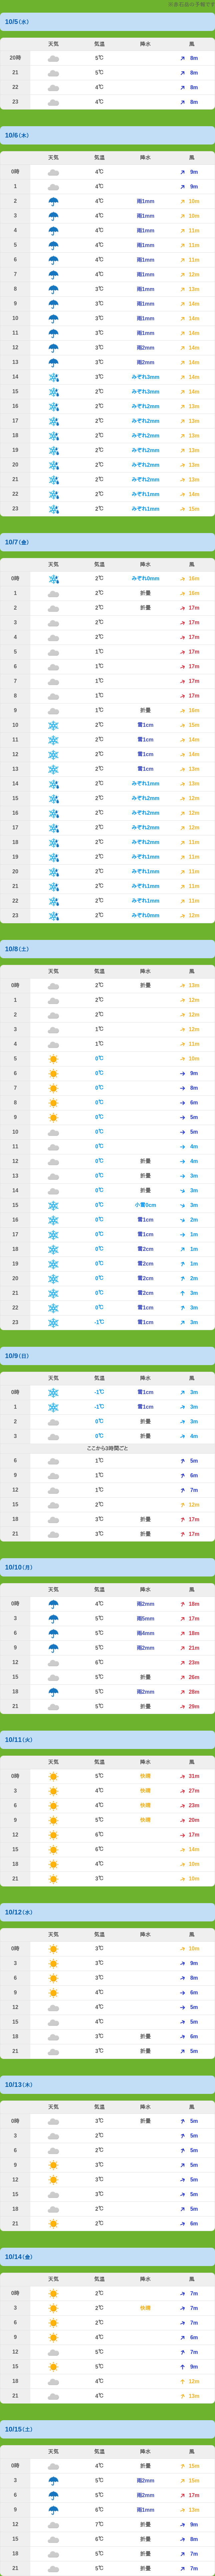 10/5(水)
天気 気温 降水 風
20時 5℃ 8m
21 5℃ 8m
22 4℃ 8m
23 4℃ 8m
10/6(木)
天気 気温 降水 風
0時 4℃ 9m
1 4℃ 9m
2 4℃ 雨1mm 10m
3 4℃ 雨1mm 10m
4 4℃ 雨1mm 11m
5 4℃ 雨1mm 11m
6 4℃ 雨1mm 11m
7 4℃ 雨1mm 12m
8 3℃ 雨1mm 13m
9 3℃ 雨1mm 14m
10 3℃ 雨1mm 14m
11 3℃ 雨1mm 14m
12 3℃ 雨2mm 14m
13 3℃ 雨2mm 14m
14 3℃ みぞれ3mm 14m
15 2℃ みぞれ3mm 14m
16 2℃ みぞれ2mm 13m
17 2℃ みぞれ2mm 13m
18 2℃ みぞれ2mm 13m
19 2℃ みぞれ2mm 13m
20 2℃ みぞれ2mm 13m
21 2℃ みぞれ2mm 13m
22 2℃ みぞれ1mm 14m
23 2℃ みぞれ1mm 15m
10/7(金)
天気 気温 降水 風
0時 2℃ みぞれ0mm 16m
1 2℃ 折曇 16m
2 2℃ 折曇 17m
3 2℃ 17m
4 2℃ 17m
5 1℃ 17m
6 1℃ 17m
7 1℃ 17m
8 1℃ 17m
9 1℃ 折曇 16m
10 2℃ 雪1cm 15m
11 2℃ 雪1cm 14m
12 2℃ 雪1cm 14m
13 2℃ 雪1cm 13m
14 2℃ みぞれ1mm 13m
15 2℃ みぞれ2mm 12m
16 2℃ みぞれ2mm 12m
17 2℃ みぞれ2mm 12m
18 2℃ みぞれ2mm 11m
19 2℃ みぞれ1mm 11m
20 2℃ みぞれ1mm 11m
21 2℃ みぞれ1mm 11m
22 2℃ みぞれ1mm 11m
23 2℃ みぞれ0mm 12m
10/8(土)
天気 気温 降水 風
0時 2℃ 折曇 13m
1 2℃ 12m
2 2℃ 12m
3 1℃ 12m
4 1℃ 11m
5 0℃ 10m
6 0℃ 9m
7 0℃ 8m
8 0℃ 6m
9 0℃ 5m
10 0℃ 5m
11 0℃ 4m
12 0℃ 折曇 4m
13 0℃ 折曇 3m
14 0℃ 折曇 3m
15 0℃ 小雪0cm 3m
16 0℃ 雪1cm 2m
17 0℃ 雪1cm 1m
18 0℃ 雪2cm 1m
19 0℃ 雪2cm 1m
20 0℃ 雪2cm 2m
21 0℃ 雪2cm 3m
22 0℃ 雪1cm 3m
23 -1℃ 雪1cm 3m
10/9(日)
天気 気温 降水 風
0時 -1℃ 雪1cm 3m
1 -1℃ 雪1cm 3m
2 0℃ 折曇 3m
3 0℃ 折曇 4m
ここから3時間ごと
6 1℃ 5m
9 1℃ 6m
12 1℃ 7m
15 2℃ 12m
18 3℃ 折曇 17m
21 3℃ 折曇 17m
10/10(月)
天気 気温 降水 風
0時 4℃ 雨2mm 18m
3 5℃ 雨5mm 17m
6 5℃ 雨4mm 18m
9 5℃ 雨2mm 21m
12 6℃ 23m
15 5℃ 折曇 26m
18 5℃ 雨2mm 28m
21 5℃ 折曇 29m
10/11(火)
天気 気温 降水 風
0時 5℃ 快晴 31m
3 4℃ 快晴 27m
6 4℃ 快晴 23m
9 5℃ 快晴 20m
12 6℃ 17m
15 6℃ 14m
18 4℃ 10m
21 3℃ 10m
10/12(水)
天気 気温 降水 風
0時 3℃ 10m
3 3℃ 9m
6 3℃ 8m
9 4℃ 6m
12 4℃ 5m
15 4℃ 5m
18 3℃ 折曇 6m
21 3℃ 折曇 5m
10/13(木)
天気 気温 降水 風
0時 3℃ 折曇 5m
3 2℃ 5m
6 2℃ 5m
9 3℃ 5m
12 3℃ 5m
15 3℃ 5m
18 2℃ 5m
21 2℃ 6m
10/14(金)
天気 気温 降水 風
0時 2℃ 7m
3 2℃ 快晴 7m
6 2℃ 7m
9 4℃ 6m
12 5℃ 7m
15 5℃ 9m
18 4℃ 12m
21 4℃ 13m
10/15(土)
天気 気温 降水 風
0時 4℃ 折曇 15m
3 5℃ 雨2mm 15m
6 5℃ 雨2mm 17m
9 6℃ 雨1mm 13m
12 7℃ 折曇 9m
15 6℃ 折曇 8m
18 5℃ 折曇 7m
21 5℃ 折曇 7m